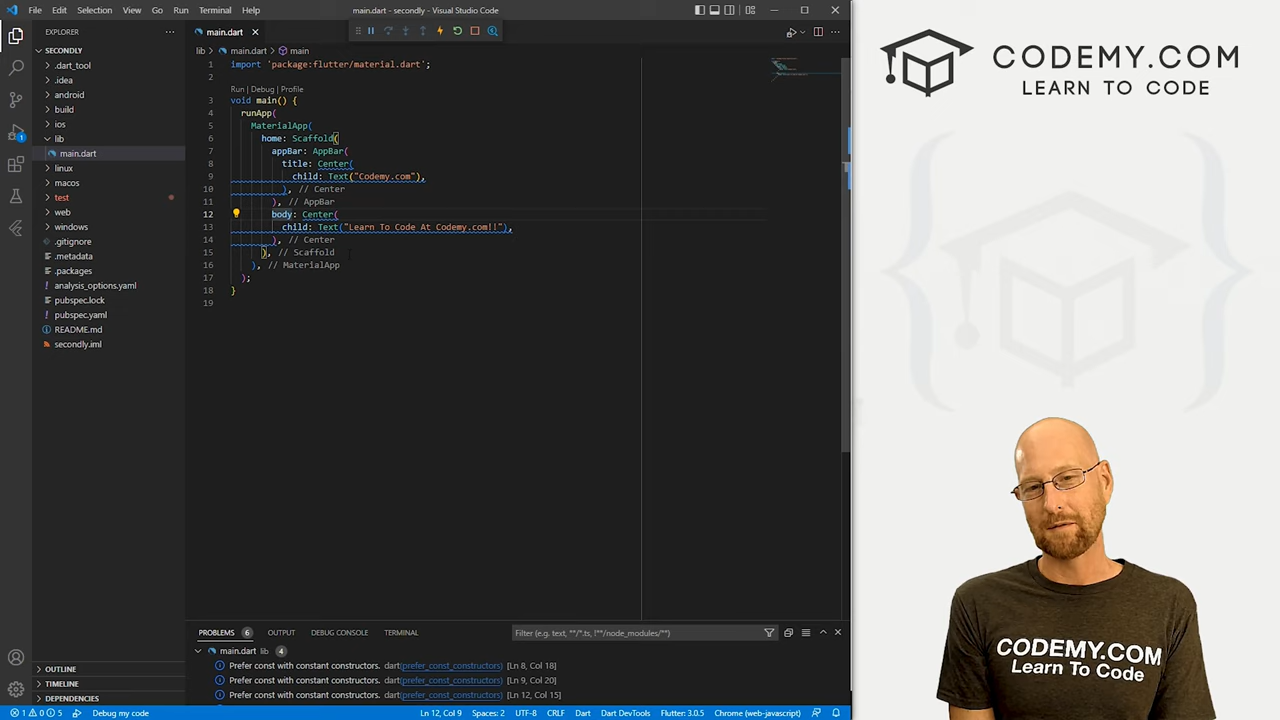 File Edit Selection View Go Run Terminal Help
main.dart - secondly - Visual Studio Code
EXPLORER
SECONDLY
.dart_tool
.idea
android
build
ios
lib
main.dart
linux
macos
test
web
windows
.gitignore
.metadata
.packages
analysis_options.yaml
pubspec.lock
pubspec.yaml
README.md
secondly.iml
OUTLINE
TIMELINE
DEPENDENCIES
main.dart
lib > main.dart > main
1 import 'package:flutter/material.dart';
2
Run | Debug | Profile
3 void main() {
4 runApp(
5 MaterialApp(
6 home: Scaffold(
7 appBar: AppBar(
8 title: Center(
9 child: Text("Codemy.com"),
10 ), // Center
11 ), // AppBar
12 body: Center(
13 child: Text("Learn To Code At Codemy.com!!"),
14 ), // Center
15 ), // Scaffold
16 ), // MaterialApp
17 );
18 }
19
PROBLEMS 6 OUTPUT DEBUG CONSOLE TERMINAL
Filter (e.g. text, **/*.ts, !**/node_modules/**)
main.dart lib 4
Prefer const with constant constructors. dart(prefer_const_constructors) [Ln 8, Col 18]
Prefer const with constant constructors. dart(prefer_const_constructors) [Ln 9, Col 20]
Prefer const with constant constructors. dart(prefer_const_constructors) [Ln 12, Col 15]
1 0 5 Debug my code
Ln 12, Col 9 Spaces: 2 UTF-8 CRLF Dart Dart DevTools Flutter: 3.0.5 Chrome (web-javascript)
1
CODEMY.COM
LEARN TO CODE
CODEMY.COM
Learn To Code